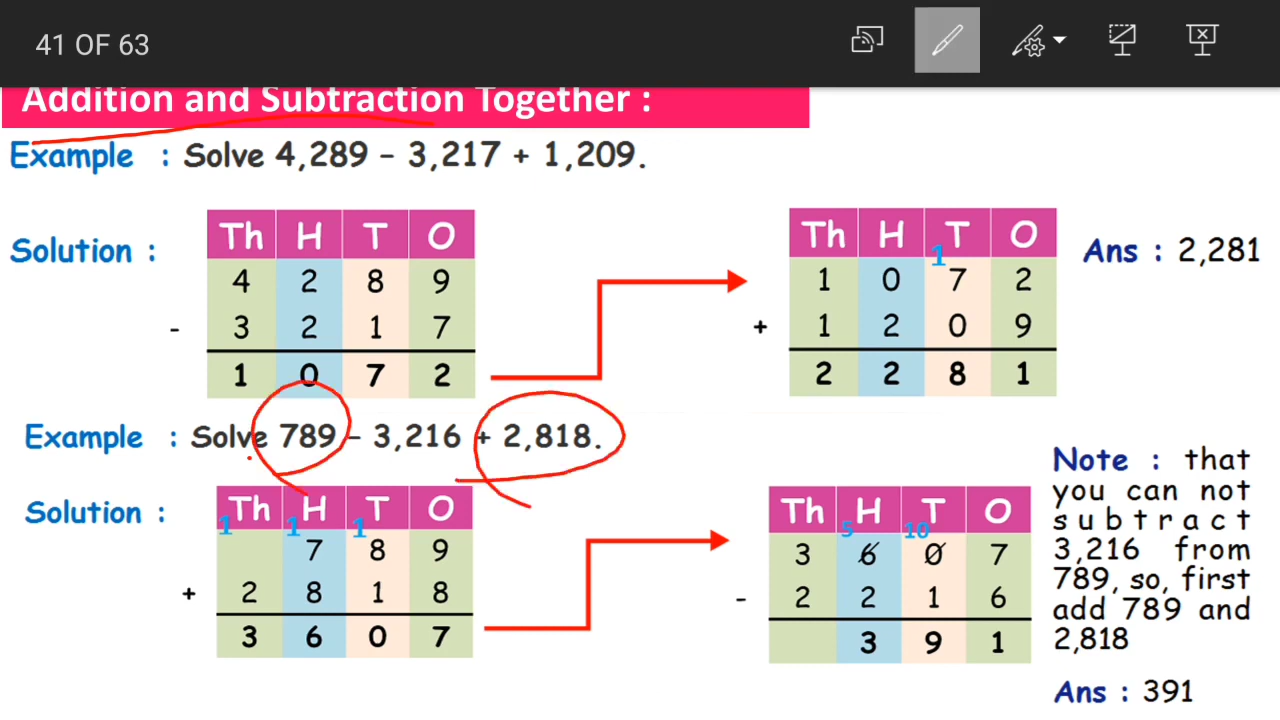 41 OF 63
Addition and Subtraction Together :
Example : Solve 4,289 – 3,217 + 1,209.
Solution :
Th H T O
4 2 8 9
- 3 2 1 7
1 0 7 2
Th H T O
1
1 0 7 2
+ 1 2 0 9
2 2 8 1
Ans : 2,281
Example : Solve 789 – 3,216 + 2,818.
Solution :
Th H T O
1 1 1
7 8 9
+ 2 8 1 8
3 6 0 7
Th H T O
5 10
3 6 0 7
- 2 2 1 6
3 9 1
Note : that
you can not
subtract
3,216 from
789, so, first
add 789 and
2,818
Ans : 391